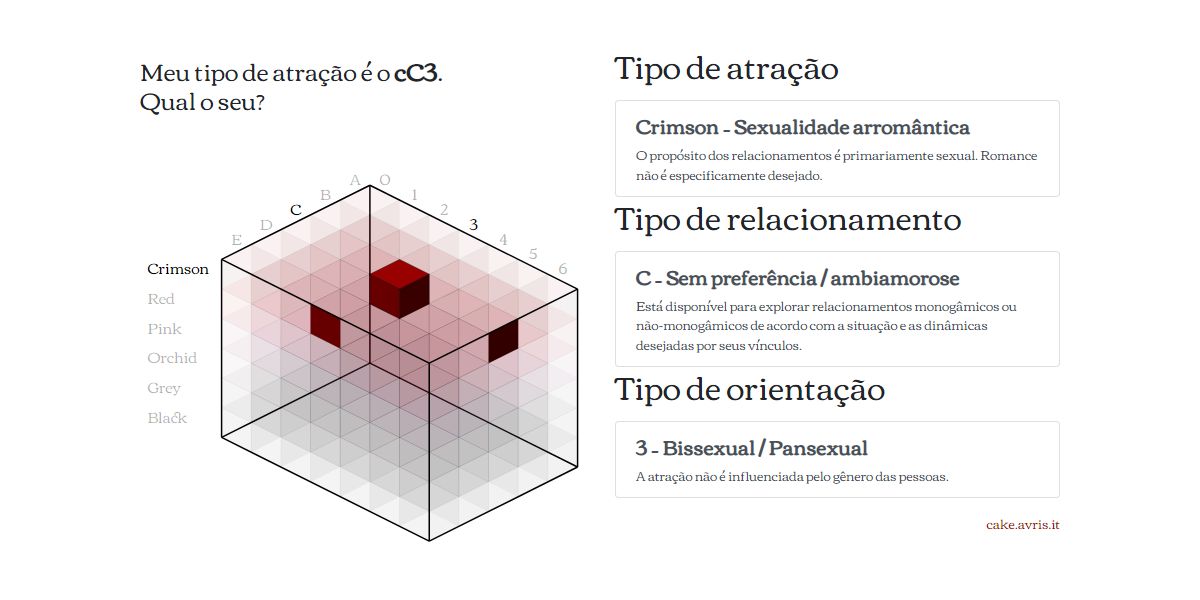 Meu tipo de atração é o cC3.
Qual o seu?
A O
B 1
C 2
D 3
E 4
5
6
Crimson
Red
Pink
Orchid
Grey
Black
Tipo de atração
Crimson - Sexualidade arromântica
O propósito dos relacionamentos é primariamente sexual. Romance
não é especificamente desejado.
Tipo de relacionamento
C - Sem preferência / ambiamorose
Está disponível para explorar relacionamentos monogâmicos ou
não-monogâmicos de acordo com a situação e as dinâmicas
desejadas por seus vínculos.
Tipo de orientação
3 - Bissexual / Pansexual
A atração não é influenciada pelo gênero das pessoas.
cake.avris.it